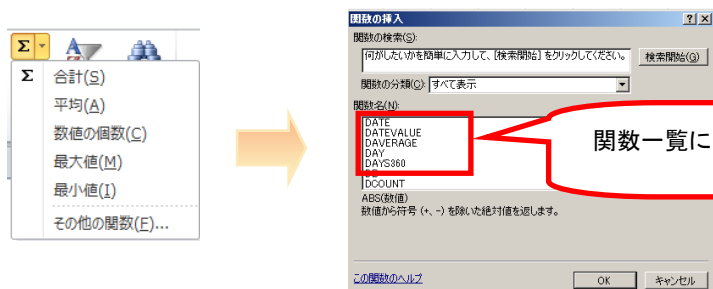 Σ
Σ 合計(S)
平均(A)
数値の個数(C)
最大値(M)
最小値(I)
その他の関数(F)...
関数の挿入
関数の検索(S):
何がしたいかを簡単に入力して、[検索開始] をクリックしてください。
検索開始(G)
関数の分類(C): すべて表示
関数名(N):
DATE
DATEVALUE
DAVERAGE
DAY
DAYS360
DCOUNT
関数一覧に
ABS(数値)
数値から符号 (+、-) を除いた絶対値を返します。
この関数のヘルプ
OK
キャンセル